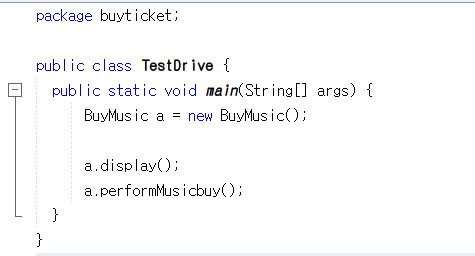 package buyticket;
public class TestDrive {
public static void main(String[] args) {
BuyMusic a = new BuyMusic();
a.display();
a.performMusicbuy();
}
}